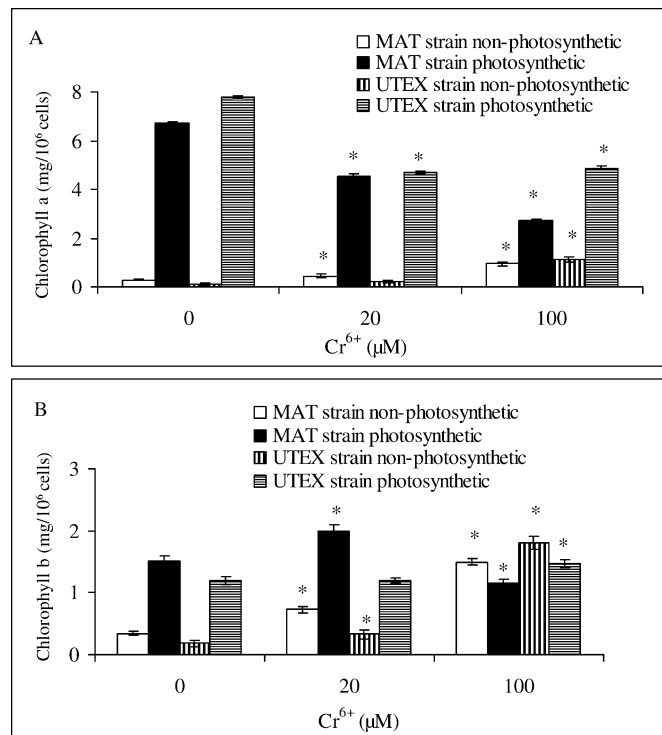 A
MAT strain non-photosynthetic
MAT strain photosynthetic
UTEX strain non-photosynthetic
UTEX strain photosynthetic
Chlorophyll a (mg/10⁶ cells)
8
6
4
2
0
* * * * * *
0 20 100
Cr⁶⁺ (μM)
B
MAT strain non-photosynthetic
MAT strain photosynthetic
UTEX strain non-photosynthetic
UTEX strain photosynthetic
Chlorophyll b (mg/10⁶ cells)
3
2
1
0
* * * * * * *
0 20 100
Cr⁶⁺ (μM)